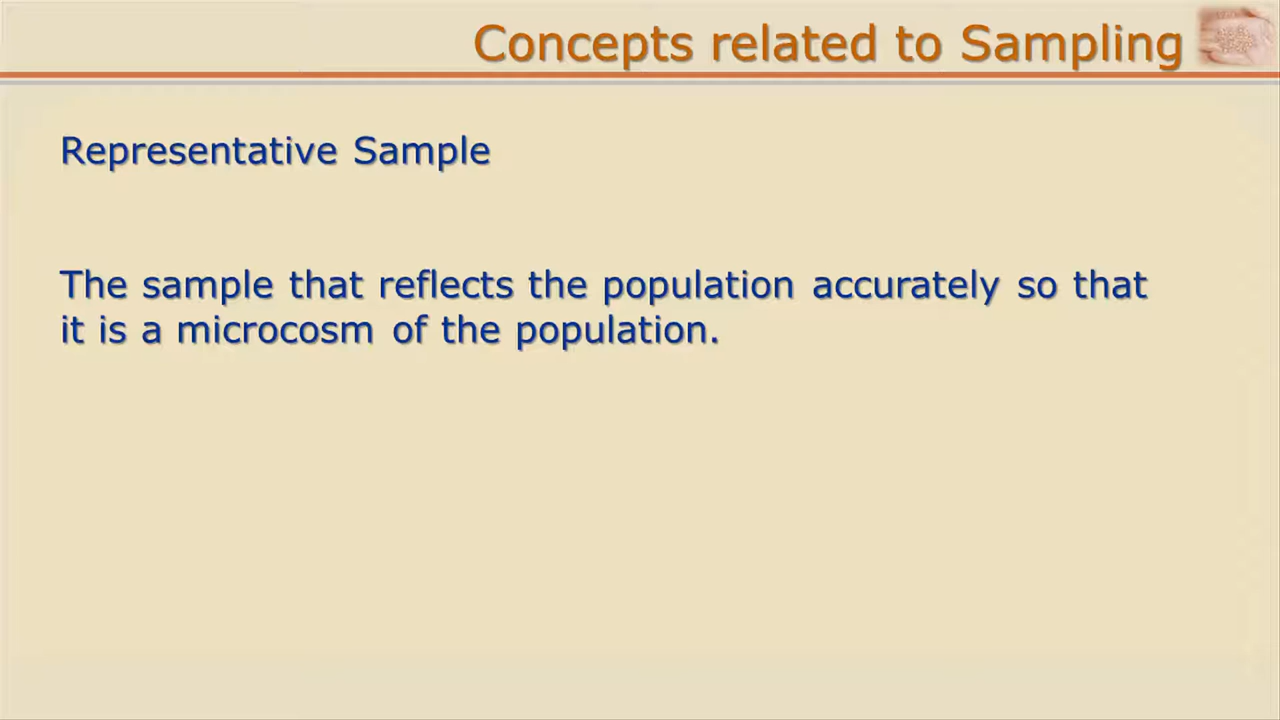 Concepts related to Sampling
Representative Sample
The sample that reflects the population accurately so that
it is a microcosm of the population.